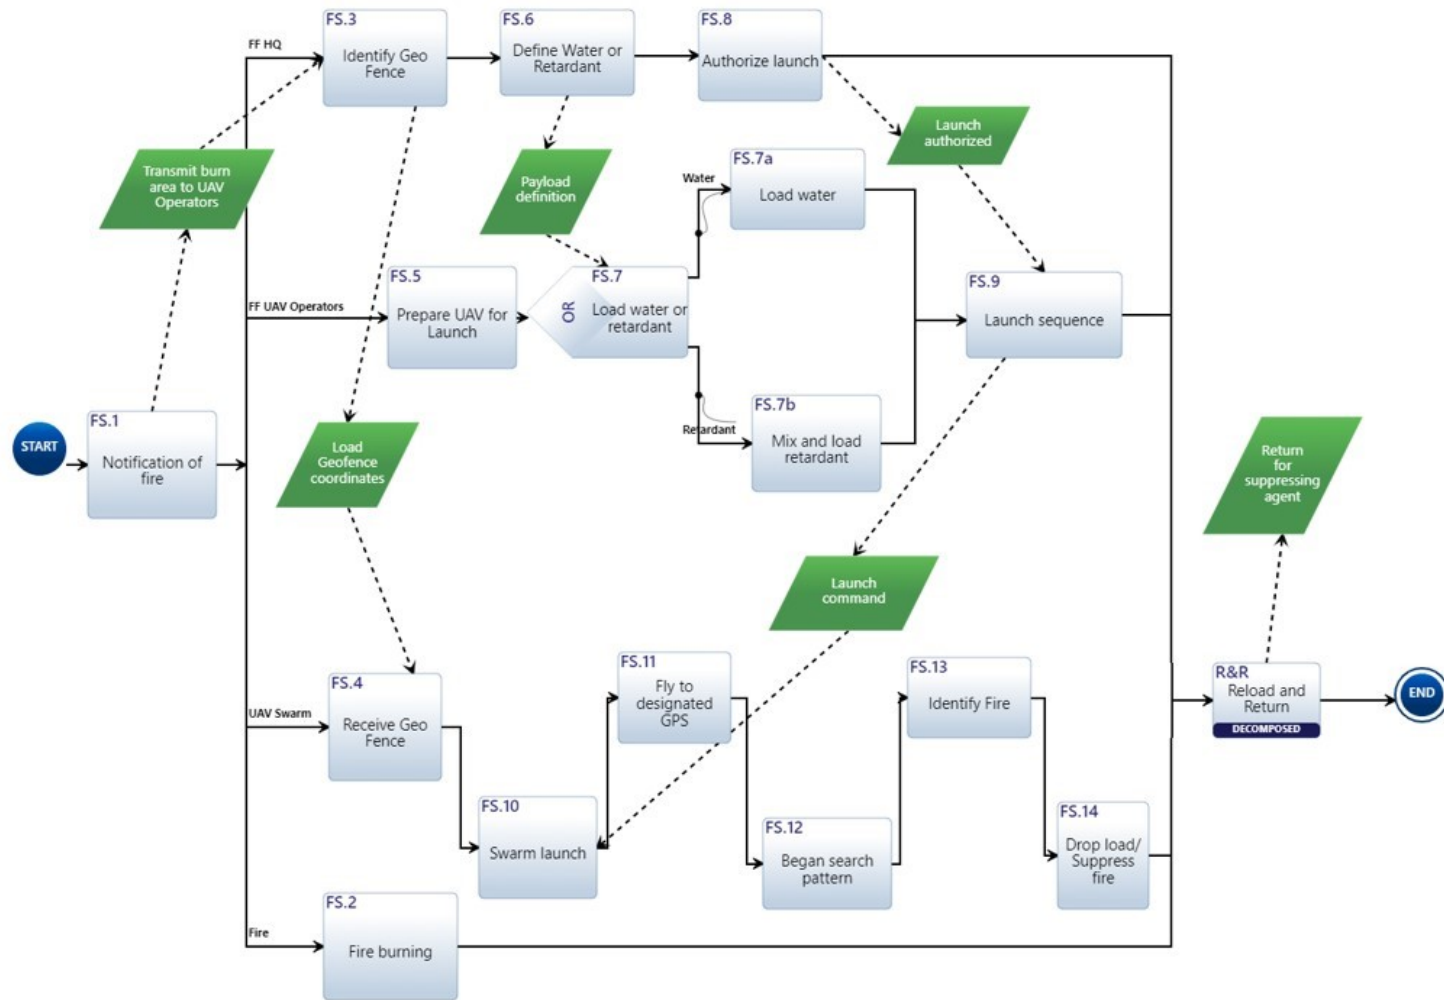 FS.3
Identify Geo
Fence
FS.6
Define Water or
Retardant
FS.8
Authorize launch
FF HQ
Transmit burn
area to UAV
Operators
Payload
definition
Launch
authorized
FS.7a
Load water
Water
FS.5
Prepare UAV for
Launch
FF UAV Operators
OR
FS.7
Load water or
retardant
FS.9
Launch sequence
FS.7b
Mix and load
retardant
Retardant
START
FS.1
Notification of
fire
Load
Geofence
coordinates
Return
for
suppressing
agent
Launch
command
FS.4
Receive Geo
Fence
UAV Swarm
FS.11
Fly to
designated
GPS
FS.13
Identify Fire
R&R
Reload and
Return
DECOMPOSED
END
FS.10
Swarm launch
FS.12
Began search
pattern
FS.14
Drop load/
Suppress
fire
FS.2
Fire burning
Fire